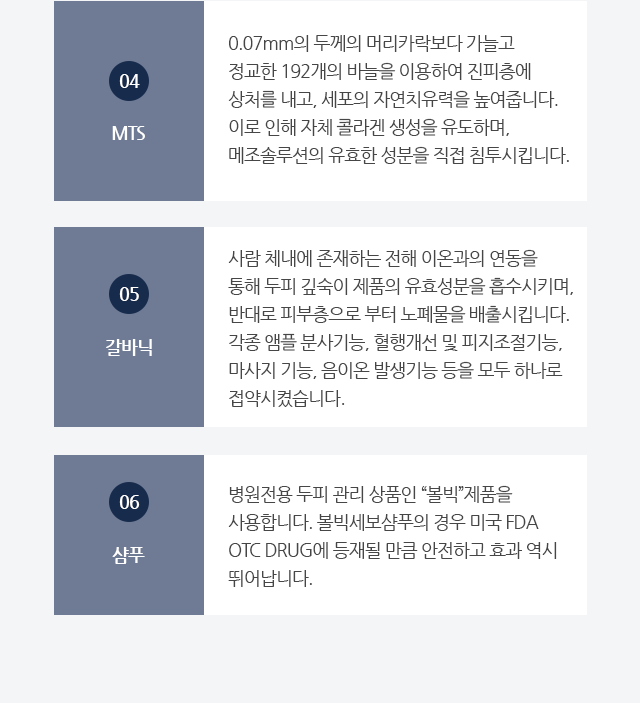 04
MTS
0.07mm의 두께의 머리카락보다 가늘고
정교한 192개의 바늘을 이용하여 진피층에
상처를 내고, 세포의 자연치유력을 높여줍니다.
이로 인해 자체 콜라겐 생성을 유도하며,
메조솔루션의 유효한 성분을 직접 침투시킵니다.
05
갈바닉
사람 체내에 존재하는 전해 이온과의 연동을
통해 두피 깊숙이 제품의 유효성분을 흡수시키며,
반대로 피부층으로 부터 노폐물을 배출시킵니다.
각종 앰플 분사기능, 혈행개선 및 피지조절기능,
마사지 기능, 음이온 발생기능 등을 모두 하나로
접약시켰습니다.
06
샴푸
병원전용 두피 관리 상품인 “볼빅”제품을
사용합니다. 볼빅세보샴푸의 경우 미국 FDA
OTC DRUG에 등재될 만큼 안전하고 효과 역시
뛰어납니다.